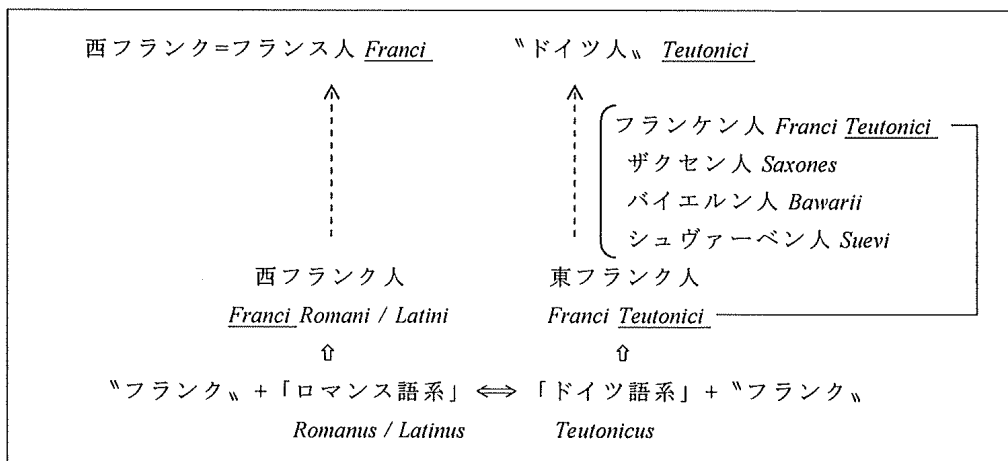 西フランク=フランス人 Franci 〝ドイツ人〟 Teutonici
フランケン人 Franci Teutonici
ザクセン人 Saxones
バイエルン人 Bawarii
シュヴァーベン人 Suevi
西フランク人 東フランク人
Franci Romani / Latini Franci Teutonici
⇧ ⇧
〝フランク〟+「ロマンス語系」⟺「ドイツ語系」+〝フランク〟
Romanus / Latinus Teutonicus